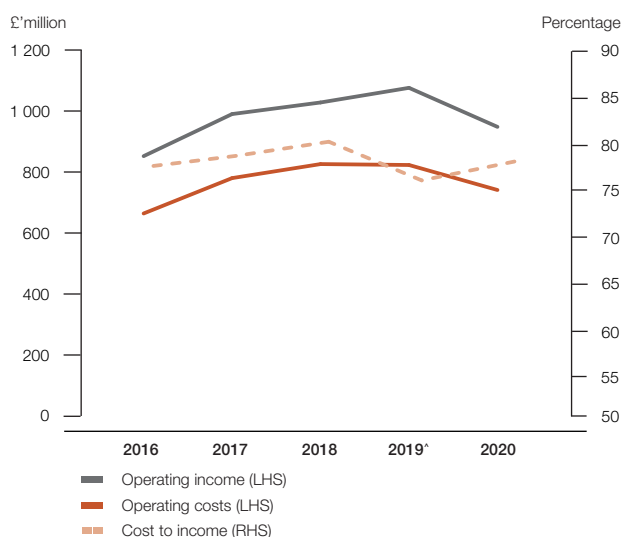 £'million Percentage
1 200 90
1 000 85
800 80
600 75
400 70
200 65
0 60
55
50
2016 2017 2018 2019^ 2020
Operating income (LHS)
Operating costs (LHS)
Cost to income (RHS)